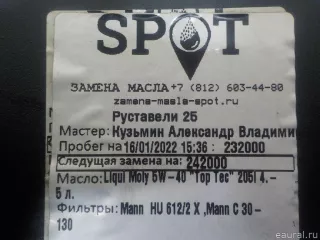 SPOT
ЗАМЕНА МАСЛА+7 (812) 603-44-80
zamena-masla-spot.ru
Руставели 25
Мастер: Кузьмин Александр Владими
Пробег на 16/01/2022 15:36 : 232000
Следущая замена на: 242000
Масло: Liqui Moly 5W-40 "Top Tec" 205l 4.-
5 л.
Фильтры: Mann HU 612/2 X ,Mann C 30-
130
eaural.ru